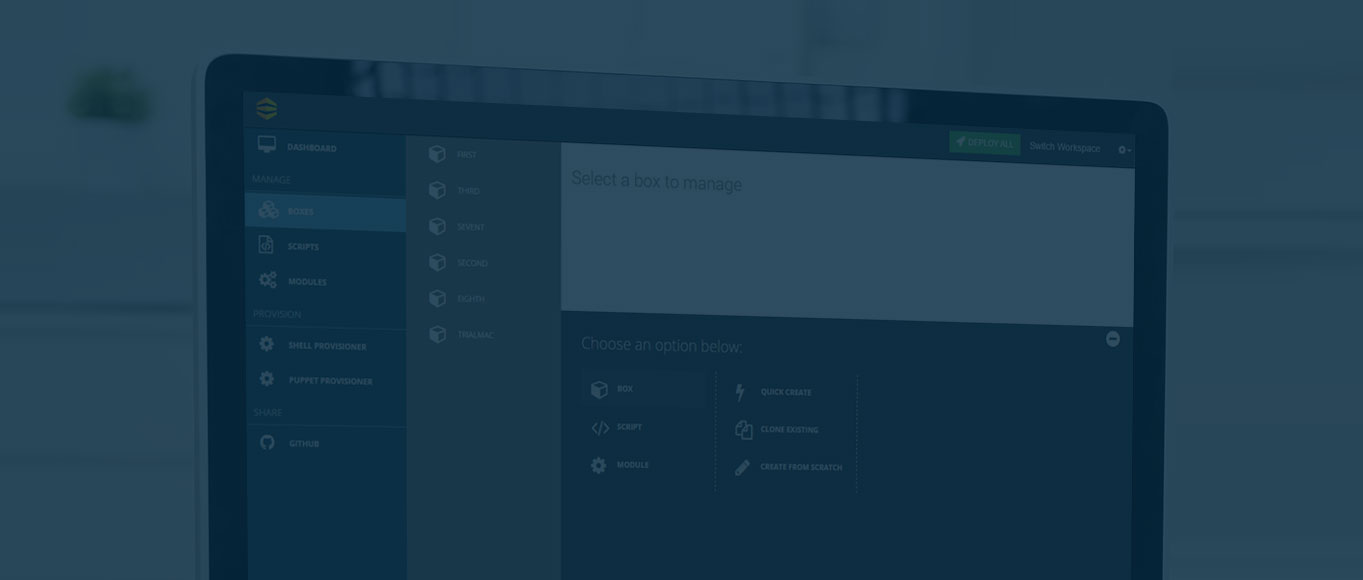 DEPLOY ALL
Switch Workspace
DASHBOARD
MANAGE
BOXES
SCRIPTS
MODULES
PROVISION
SHELL PROVISIONER
PUPPET PROVISIONER
SHARE
GITHUB
FIRST
THIRD
SEVENT
SECOND
EIGHTH
TRIALMAC
Select a box to manage
Choose an option below:
BOX
SCRIPT
MODULE
QUICK CREATE
CLONE EXISTING
CREATE FROM SCRATCH